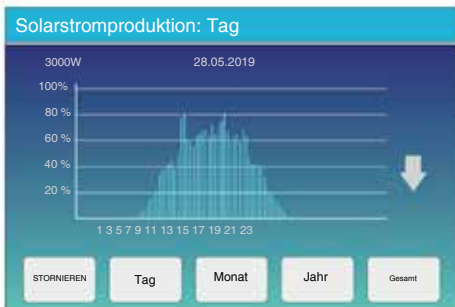 Solarstromproduktion: Tag
3000W 28.05.2019
100%
80 %
60 %
40 %
20 %
1 3 5 7 9 11 13 15 17 19 21 23
STORNIEREN Tag Monat Jahr Gesamt